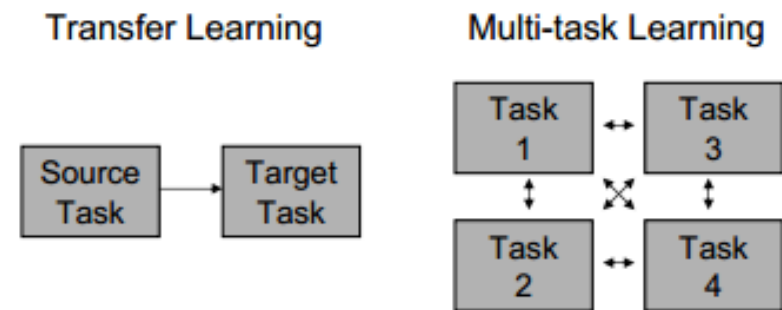 Transfer Learning
Source
Task
Target
Task
Multi-task Learning
Task
1
Task
3
Task
2
Task
4